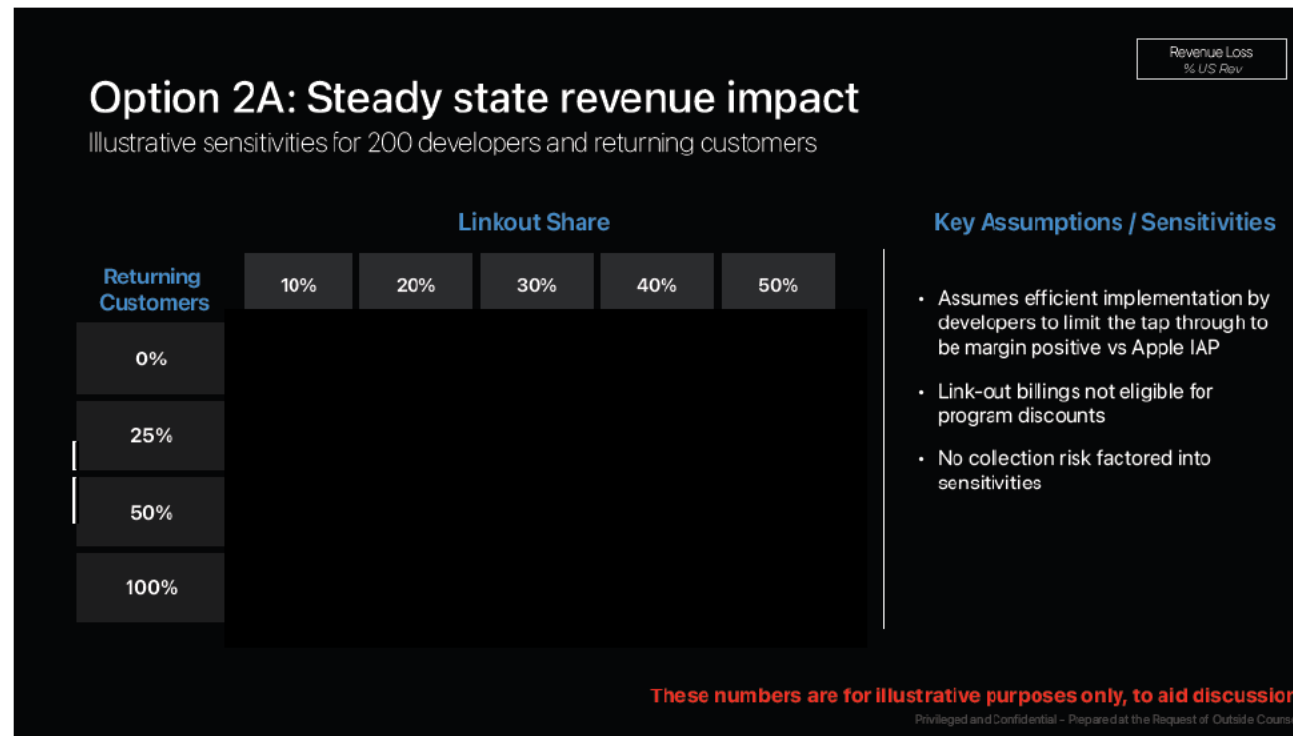 Revenue Loss
% US Rev
Option 2A: Steady state revenue impact
Illustrative sensitivities for 200 developers and returning customers
Linkout Share
Returning
Customers
10%
20%
30%
40%
50%
0%
25%
50%
100%
Key Assumptions / Sensitivities
• Assumes efficient implementation by
developers to limit the tap through to
be margin positive vs Apple IAP
• Link-out billings not eligible for
program discounts
• No collection risk factored into
sensitivities
These numbers are for illustrative purposes only, to aid discussion
Privileged and Confidential – Prepared at the Request of Outside